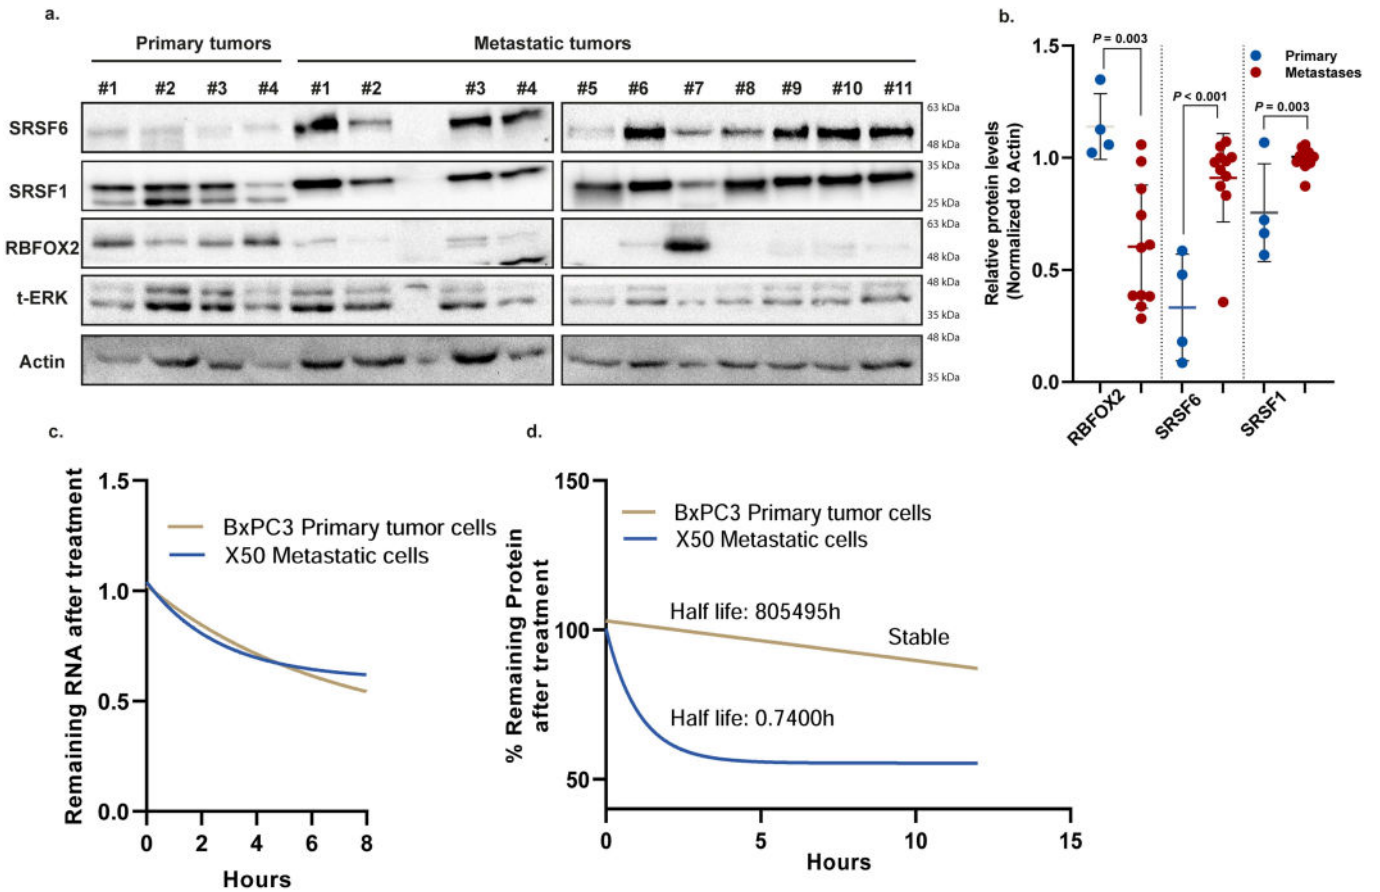 a.
Primary tumors
Metastatic tumors
#1 #2 #3 #4 #1 #2 #3 #4 #5 #6 #7 #8 #9 #10 #11
SRSF6
63 kDa
48 kDa
SRSF1
35 kDa
25 kDa
RBFOX2
63 kDa
48 kDa
t-ERK
48 kDa
35 kDa
Actin
48 kDa
35 kDa
b.
Relative protein levels
(Normalized to Actin)
1.5
1.0
0.5
0.0
P = 0.003
P < 0.001
P = 0.003
Primary
Metastases
RBFOX2
SRSF6
SRSF1
c.
Remaining RNA after treatment
1.5
1.0
0.5
0.0
BxPC3 Primary tumor cells
X50 Metastatic cells
0 2 4 6 8
Hours
d.
% Remaining Protein
after treatment
150
100
50
BxPC3 Primary tumor cells
X50 Metastatic cells
Half life: 805495h
Stable
Half life: 0.7400h
0 5 10 15
Hours